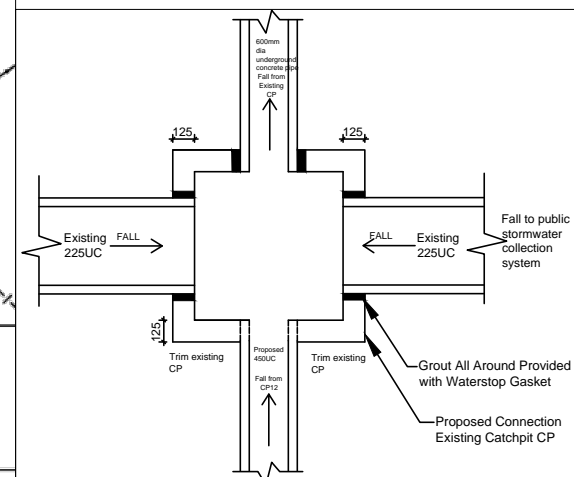 600mm
dia
underground
concrete pipe
Fall from
Existing
CP
125
125
Existing
225UC
FALL
FALL
Existing
225UC
Fall to public
stormwater
collection
system
125
Trim existing
CP
Proposed
450UC
Fall from
CP12
Trim existing
CP
Grout All Around Provided
with Waterstop Gasket
Proposed Connection
Existing Catchpit CP